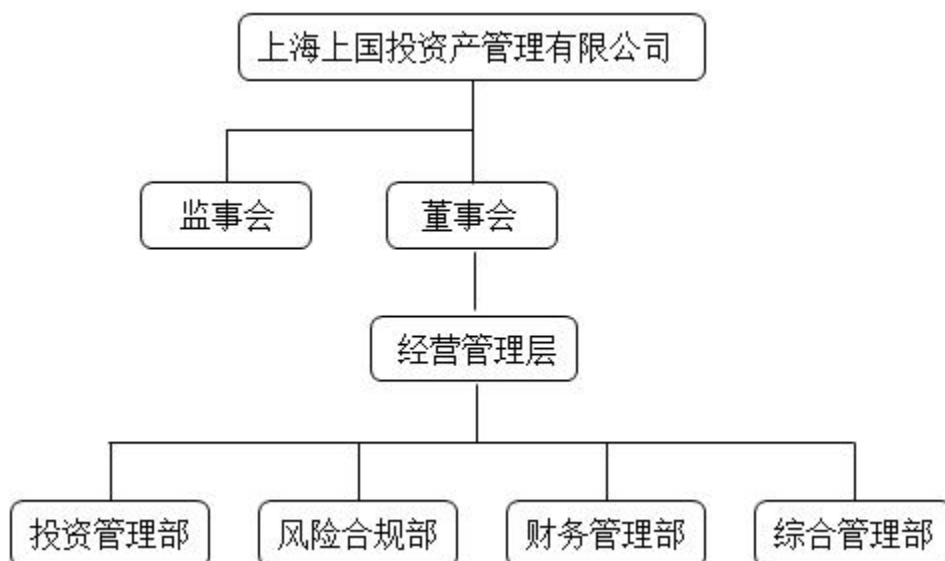 上海上国投资产管理有限公司
监事会
董事会
经营管理层
投资管理部
风险合规部
财务管理部
综合管理部